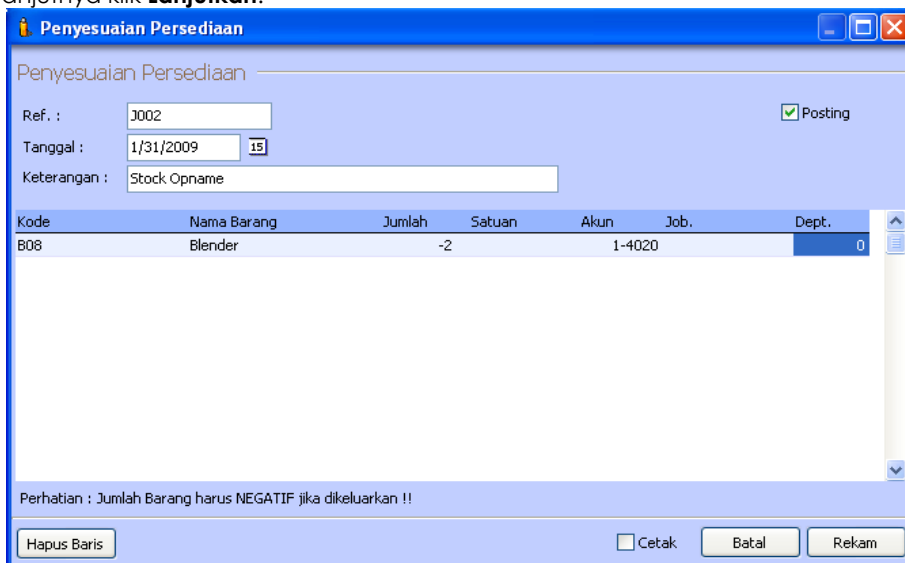 klik Lanjutkan.
Penyesuaian Persediaan
Penyesuaian Persediaan
Ref. : J002 Posting
Tanggal : 1/31/2009 15
Keterangan : Stock Opname
Kode Nama Barang Jumlah Satuan Akun Job. Dept.
B08 Blender -2 1-4020 0
Perhatian : Jumlah Barang harus NEGATIF jika dikeluarkan !!
Hapus Baris Cetak Batal Rekam